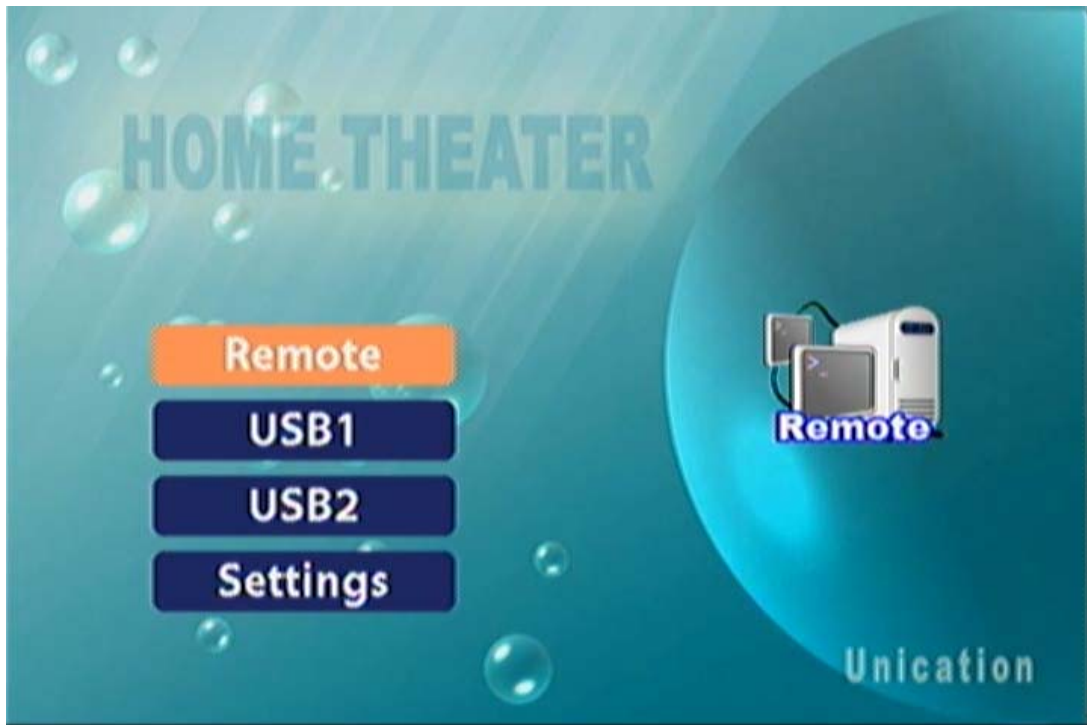 HOME THEATER
Remote
USB1
USB2
Settings
>_
Remote
Unication